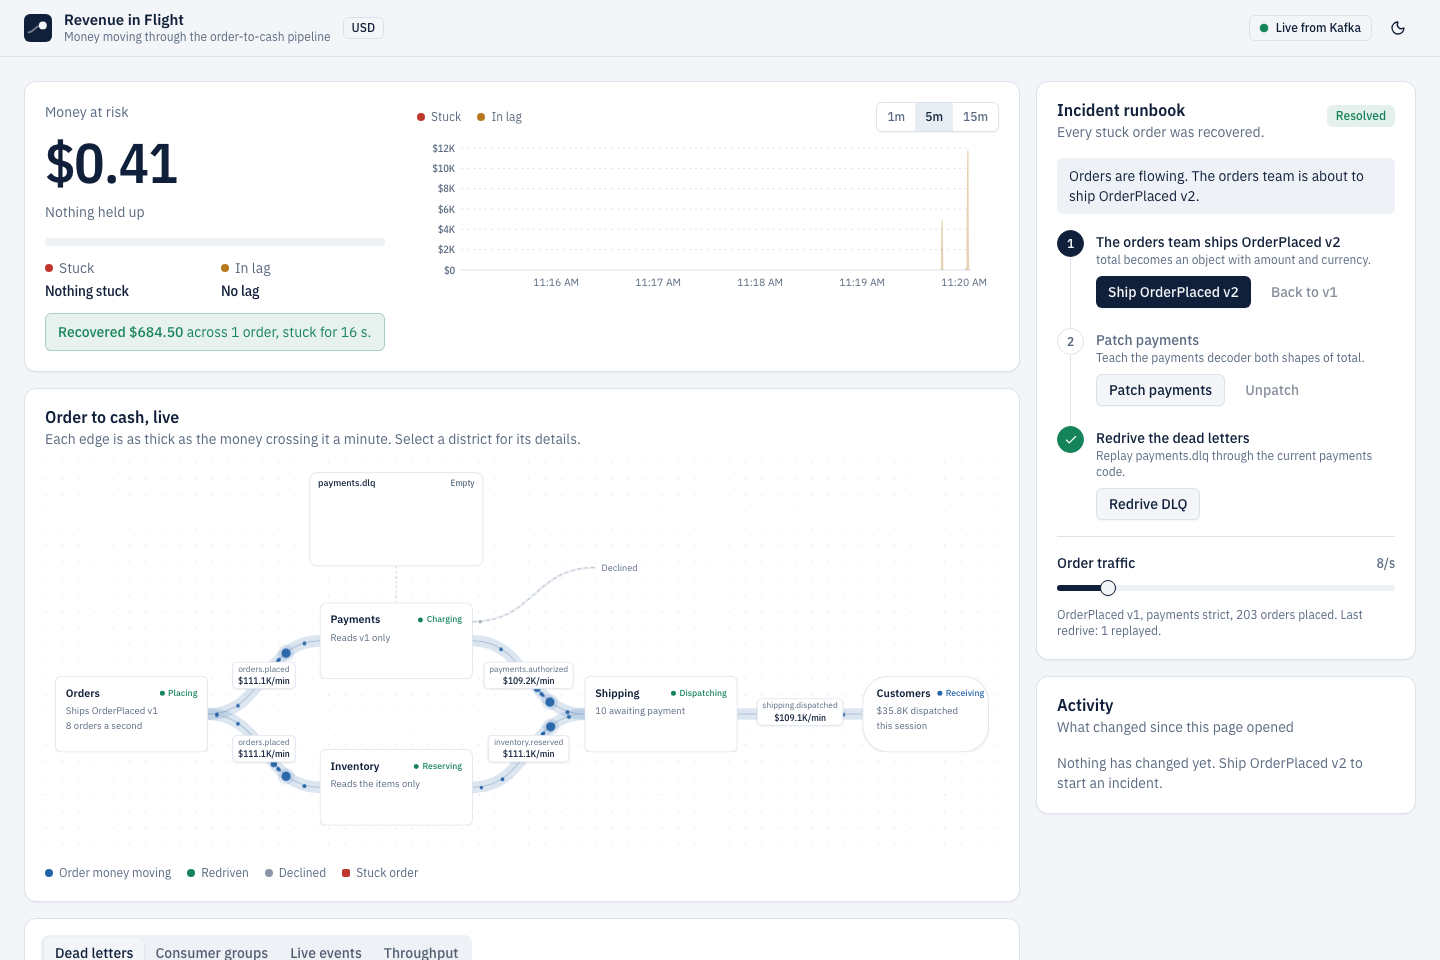 Revenue in Flight
Money moving through the order-to-cash pipeline
USD
Live from Kafka
Money at risk
$0.41
Nothing held up
Stuck
Nothing stuck
In lag
No lag
Recovered $684.50 across 1 order, stuck for 16 s.
Stuck
In lag
1m
5m
15m
$12K
$10K
$8K
$6K
$4K
$2K
$0
11:16 AM
11:17 AM
11:18 AM
11:19 AM
11:20 AM
Order to cash, live
Each edge is as thick as the money crossing it a minute. Select a district for its details.
payments.dlq
Empty
Declined
Payments
Charging
Reads v1 only
orders.placed
$111.1K/min
payments.authorized
$109.2K/min
Orders
Placing
Ships OrderPlaced v1
8 orders a second
Shipping
Dispatching
10 awaiting payment
shipping.dispatched
$109.1K/min
Customers
Receiving
$35.8K dispatched
this session
orders.placed
$111.1K/min
inventory.reserved
$111.1K/min
Inventory
Reserving
Reads the items only
Order money moving
Redriven
Declined
Stuck order
Dead letters
Consumer groups
Live events
Throughput
Incident runbook
Every stuck order was recovered.
Resolved
Orders are flowing. The orders team is about to
ship OrderPlaced v2.
1
The orders team ships OrderPlaced v2
total becomes an object with amount and currency.
Ship OrderPlaced v2
Back to v1
2
Patch payments
Teach the payments decoder both shapes of total.
Patch payments
Unpatch
Redrive the dead letters
Replay payments.dlq through the current payments
code.
Redrive DLQ
Order traffic
8/s
OrderPlaced v1, payments strict, 203 orders placed. Last
redrive: 1 replayed.
Activity
What changed since this page opened
Nothing has changed yet. Ship OrderPlaced v2 to
start an incident.